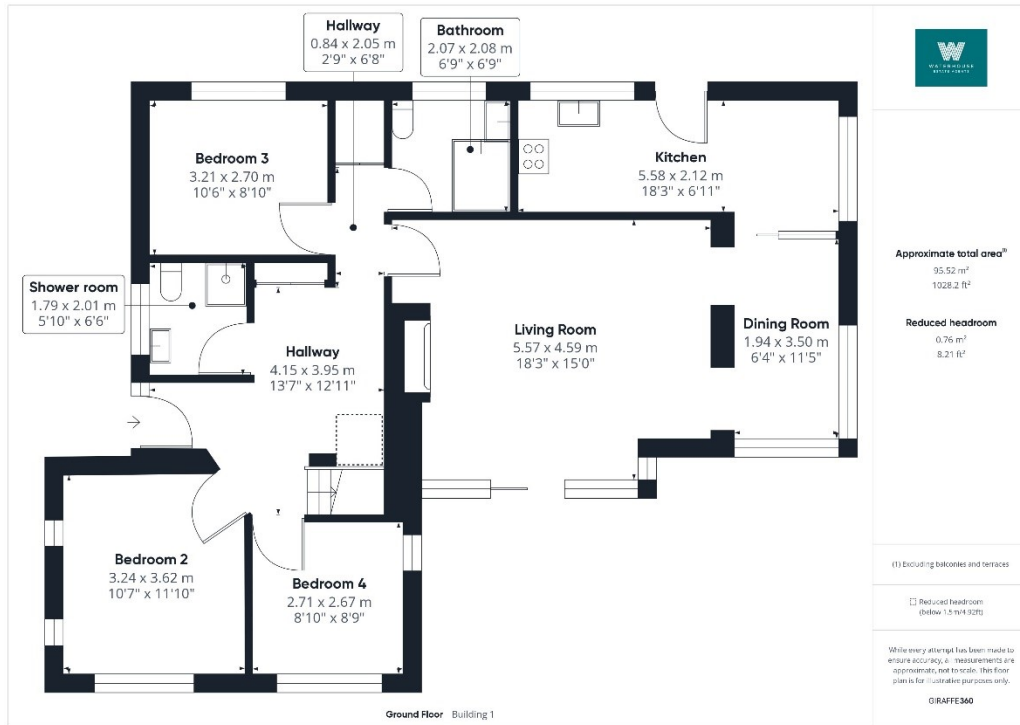 Hallway
0.84 x 2.05 m
2'9" x 6'8"
Bathroom
2.07 x 2.08 m
6'9" x 6'9"
Bedroom 3
3.21 x 2.70 m
10'6" x 8'10"
Kitchen
5.58 x 2.12 m
18'3" x 6'11"
Shower room
1.79 x 2.01 m
5'10" x 6'6"
Hallway
4.15 x 3.95 m
13'7" x 12'11"
Living Room
5.57 x 4.59 m
18'3" x 15'0"
Dining Room
1.94 x 3.50 m
6'4" x 11'5"
Bedroom 2
3.24 x 3.62 m
10'7" x 11'10"
Bedroom 4
2.71 x 2.67 m
8'10" x 8'9"
Ground Floor Building 1
W
WATERHOUSE
ESTATE AGENTS
Approximate total area(1)
95.52 m²
1028.2 ft²
Reduced headroom
0.76 m²
8.21 ft²
(1) Excluding balconies and terraces
Reduced headroom
(below 1.5m/4.92ft)
While every attempt has been made to
ensure accuracy, all measurements are
approximate, not to scale. This floor
plan is for illustrative purposes only.
GIRAFFE360